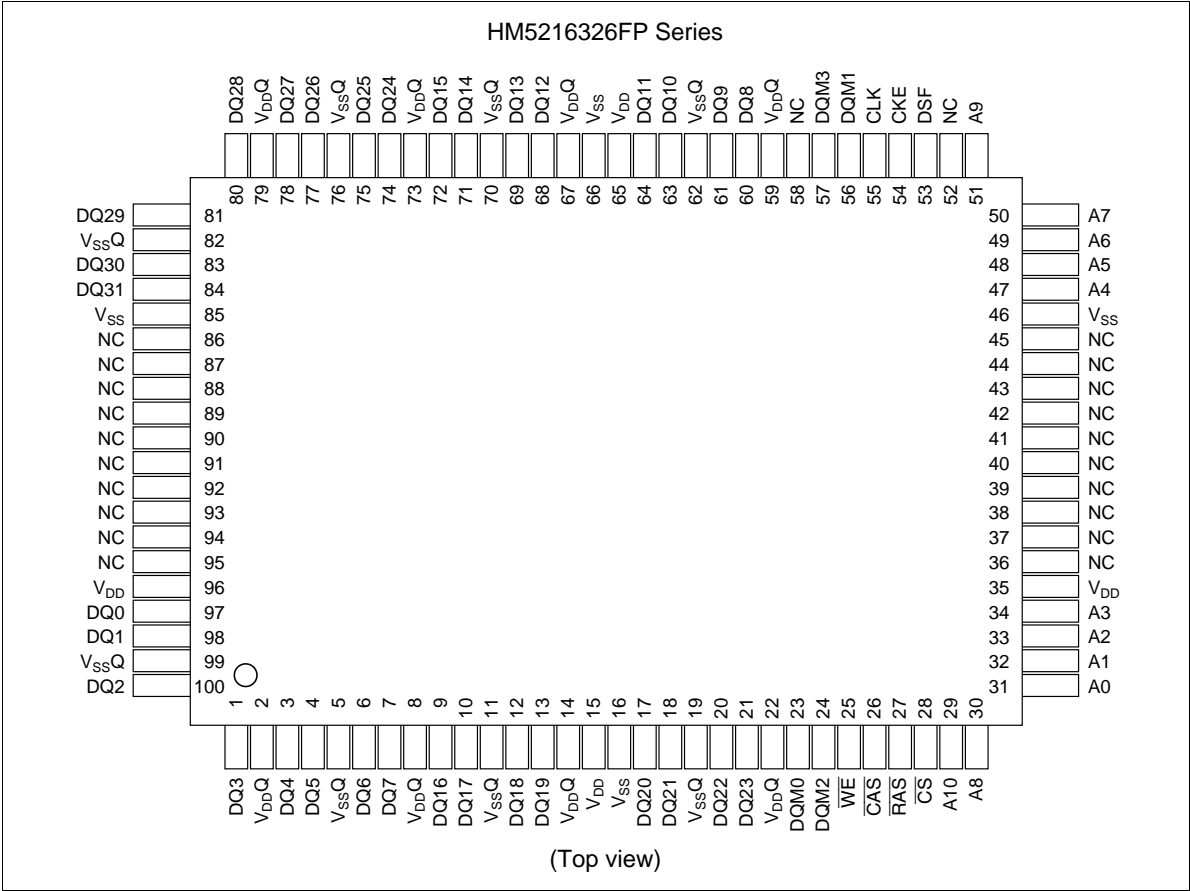 HM5216326FP Series
DQ28 VDDQ DQ27 DQ26 VSSQ DQ25 DQ24 VDDQ DQ15 DQ14 VSSQ DQ13 DQ12 VDDQ VSS VDD DQ11 DQ10 VSSQ DQ9 DQ8 VDDQ NC DQM3 DQM1 CLK CKE DSF NC A9
80 79 78 77 76 75 74 73 72 71 70 69 68 67 66 65 64 63 62 61 60 59 58 57 56 55 54 53 52 51
DQ29 81 50 A7
VSSQ 82 49 A6
DQ30 83 48 A5
DQ31 84 47 A4
VSS 85 46 VSS
NC 86 45 NC
NC 87 44 NC
NC 88 43 NC
NC 89 42 NC
NC 90 41 NC
NC 91 40 NC
NC 92 39 NC
NC 93 38 NC
NC 94 37 NC
NC 95 36 NC
VDD 96 35 VDD
DQ0 97 34 A3
DQ1 98 33 A2
VSSQ 99 32 A1
DQ2 100 31 A0
1 2 3 4 5 6 7 8 9 10 11 12 13 14 15 16 17 18 19 20 21 22 23 24 25 26 27 28 29 30
DQ3 VDDQ DQ4 DQ5 VSSQ DQ6 DQ7 VDDQ DQ16 DQ17 VSSQ DQ18 DQ19 VDDQ VDD VSS DQ20 DQ21 VSSQ DQ22 DQ23 VDDQ DQM0 DQM2 W̅E̅ C̅A̅S̅ R̅A̅S̅ C̅S̅ A10 A8
(Top view)